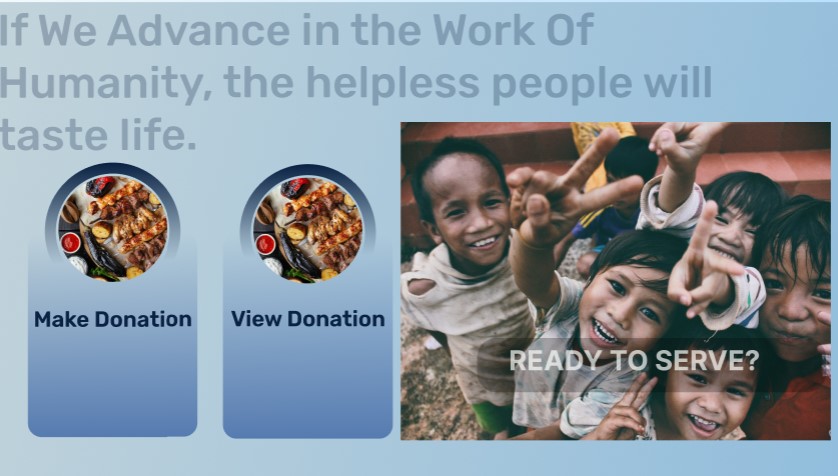 If We Advance in the Work Of
Humanity, the helpless people will
taste life.
Make Donation
View Donation
READY TO SERVE?